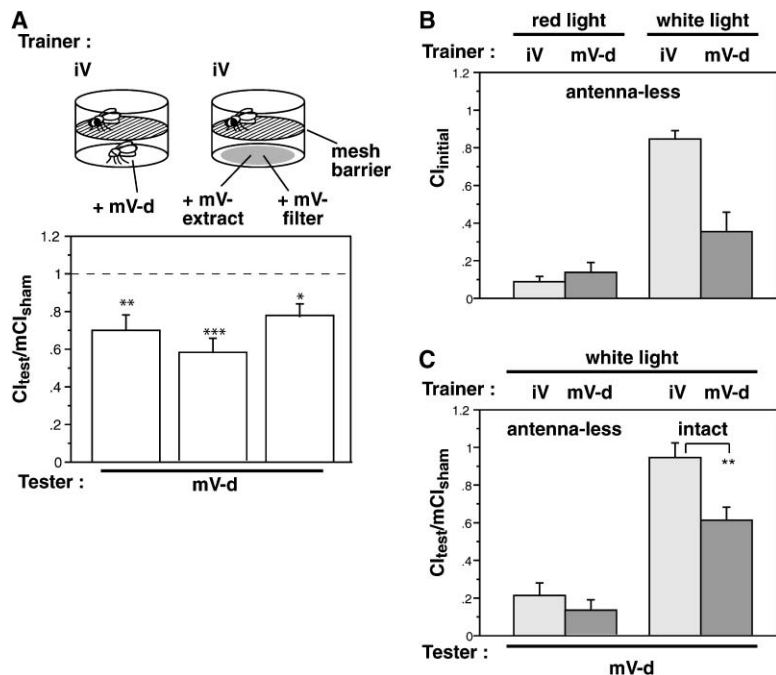 A
Trainer :
iV iV
mesh
barrier
+ mV-d + mV-
extract + mV-
filter
CItest/mCIsham
1.2
1
.8
.6
.4
.2
0
** *** *
Tester : mV-d
B
red light white light
Trainer : iV mV-d iV mV-d
antenna-less
CIinitial
1.2
1
.8
.6
.4
.2
0
C
white light
Trainer : iV mV-d iV mV-d
antenna-less intact
**
CItest/mCIsham
1.2
1
.8
.6
.4
.2
0
Tester :
mV-d